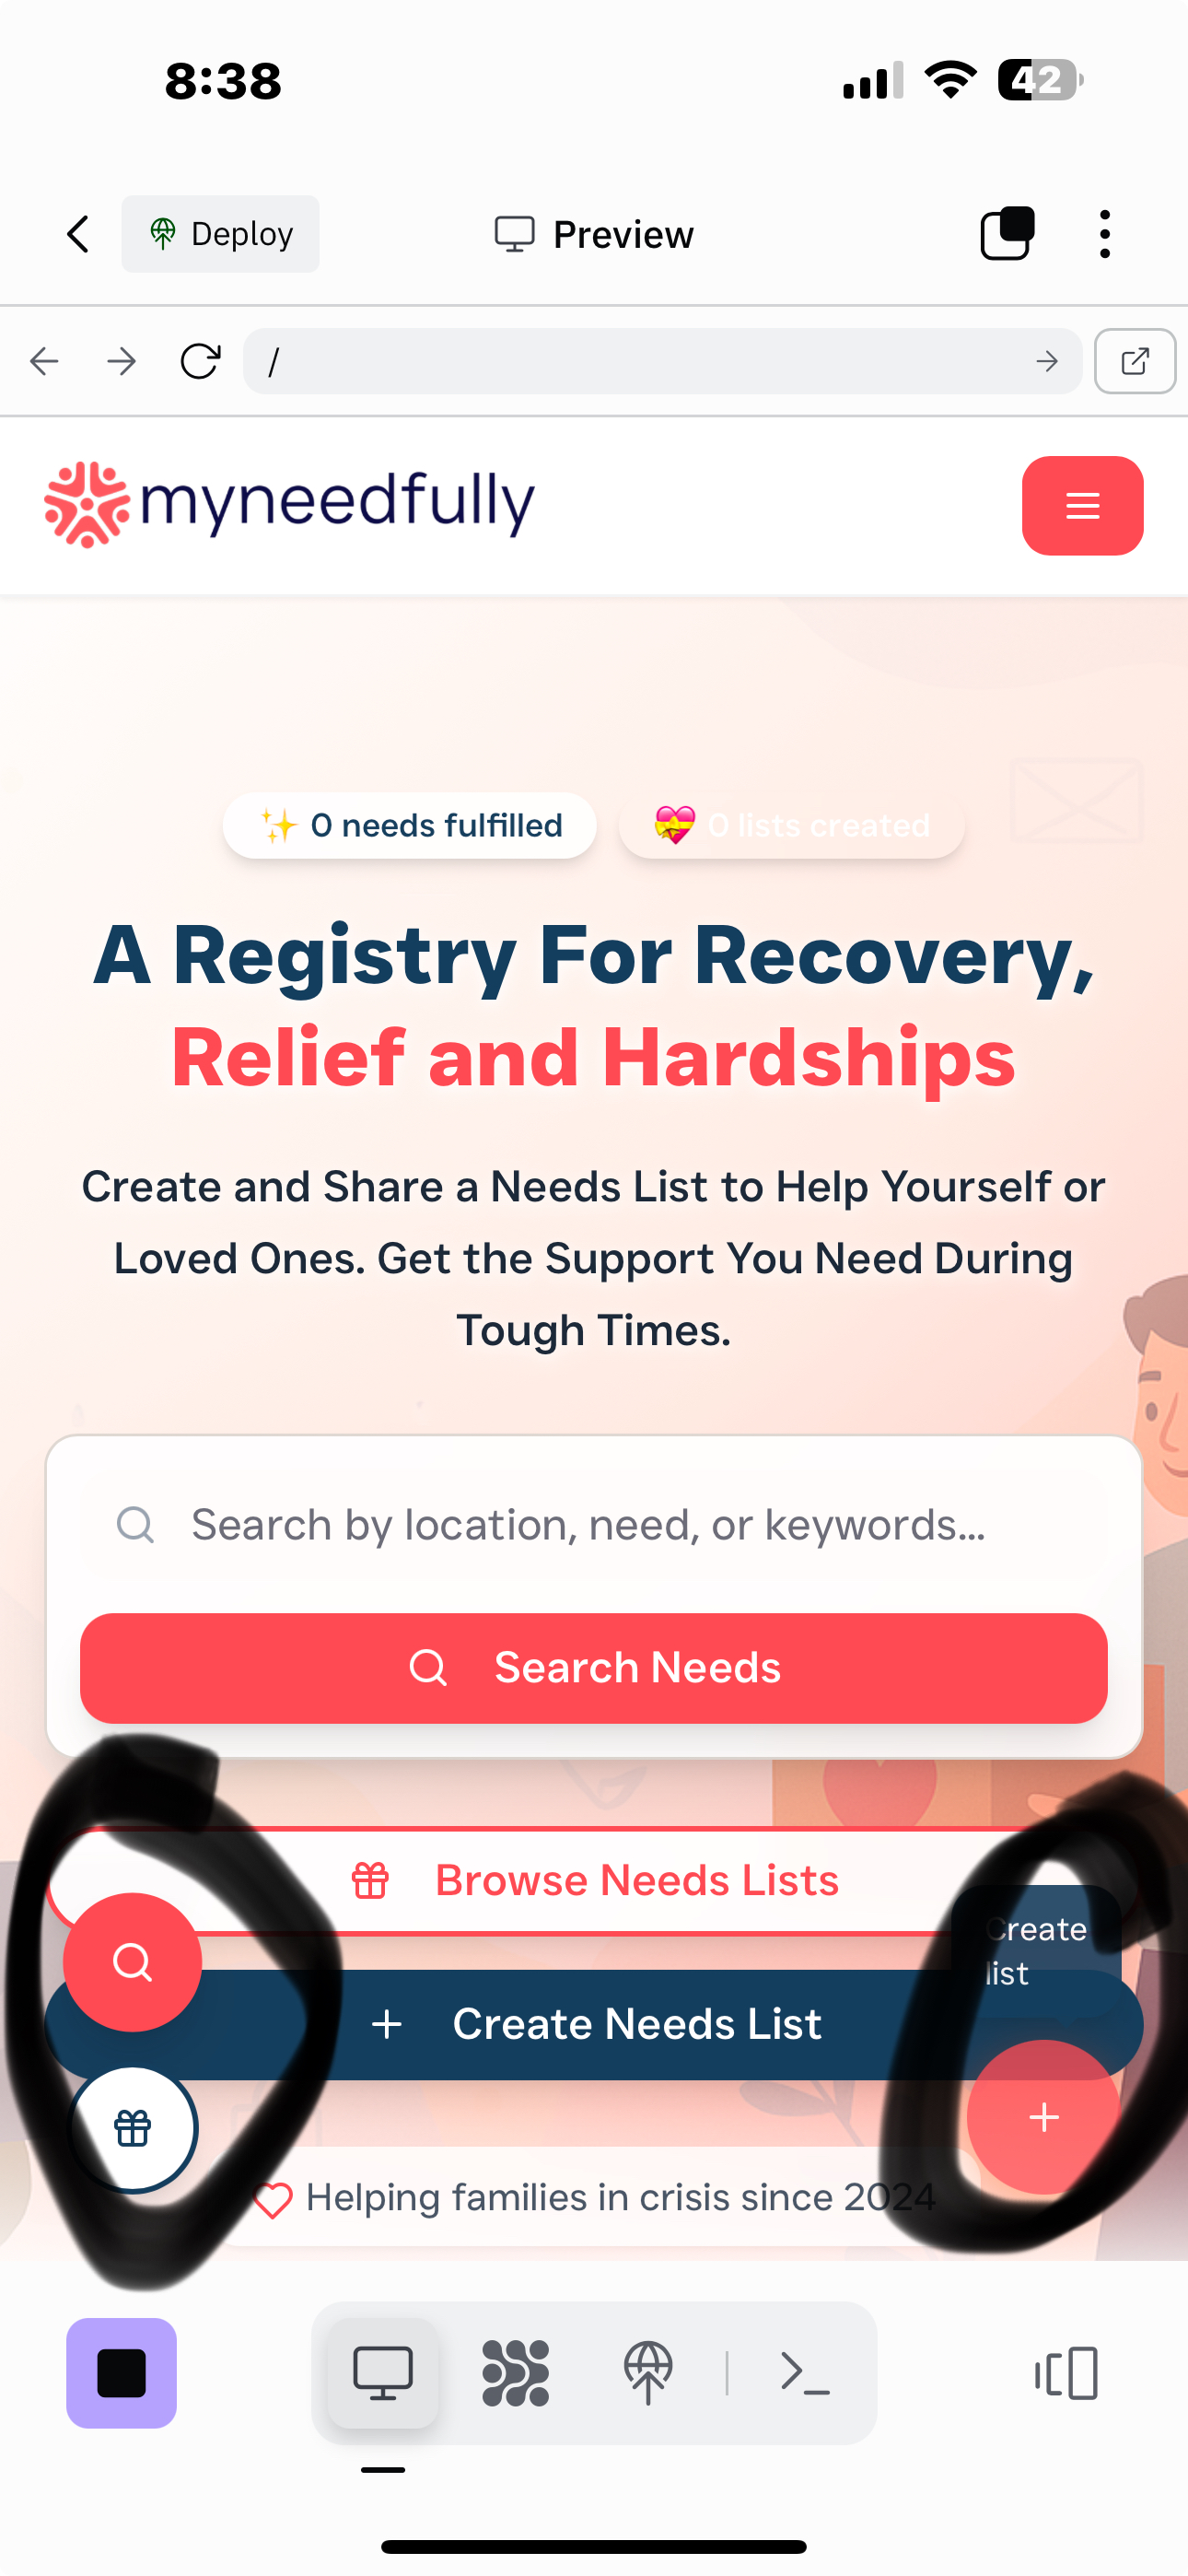 8:38
42
Deploy
Preview
/
myneedfully
✨ 0 needs fulfilled
💝 0 lists created
A Registry For Recovery,
Relief and Hardships
Create and Share a Needs List to Help Yourself or
Loved Ones. Get the Support You Need During
Tough Times.
Search by location, need, or keywords...
Search Needs
Browse Needs Lists
Create
list
Create Needs List
Helping families in crisis since 2024